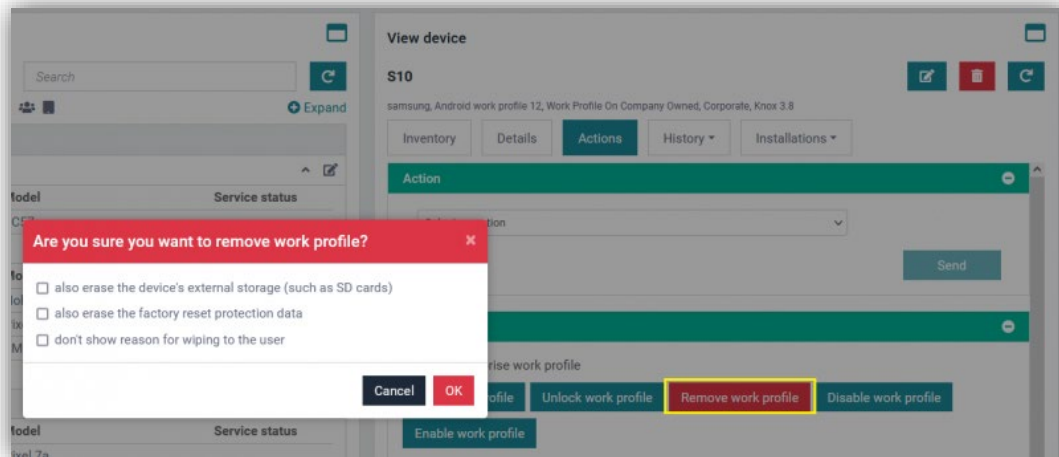 Search
Expand
Model
Service status
Model
Service status
Pixel 7a
Are you sure you want to remove work profile?
×
also erase the device's external storage (such as SD cards)
also erase the factory reset protection data
don't show reason for wiping to the user
Cancel
OK
View device
S10
samsung, Android work profile 12, Work Profile On Company Owned, Corporate, Knox 3.8
Inventory
Details
Actions
History
Installations
Action
Send
work profile
Unlock work profile
Remove work profile
Disable work profile
Enable work profile